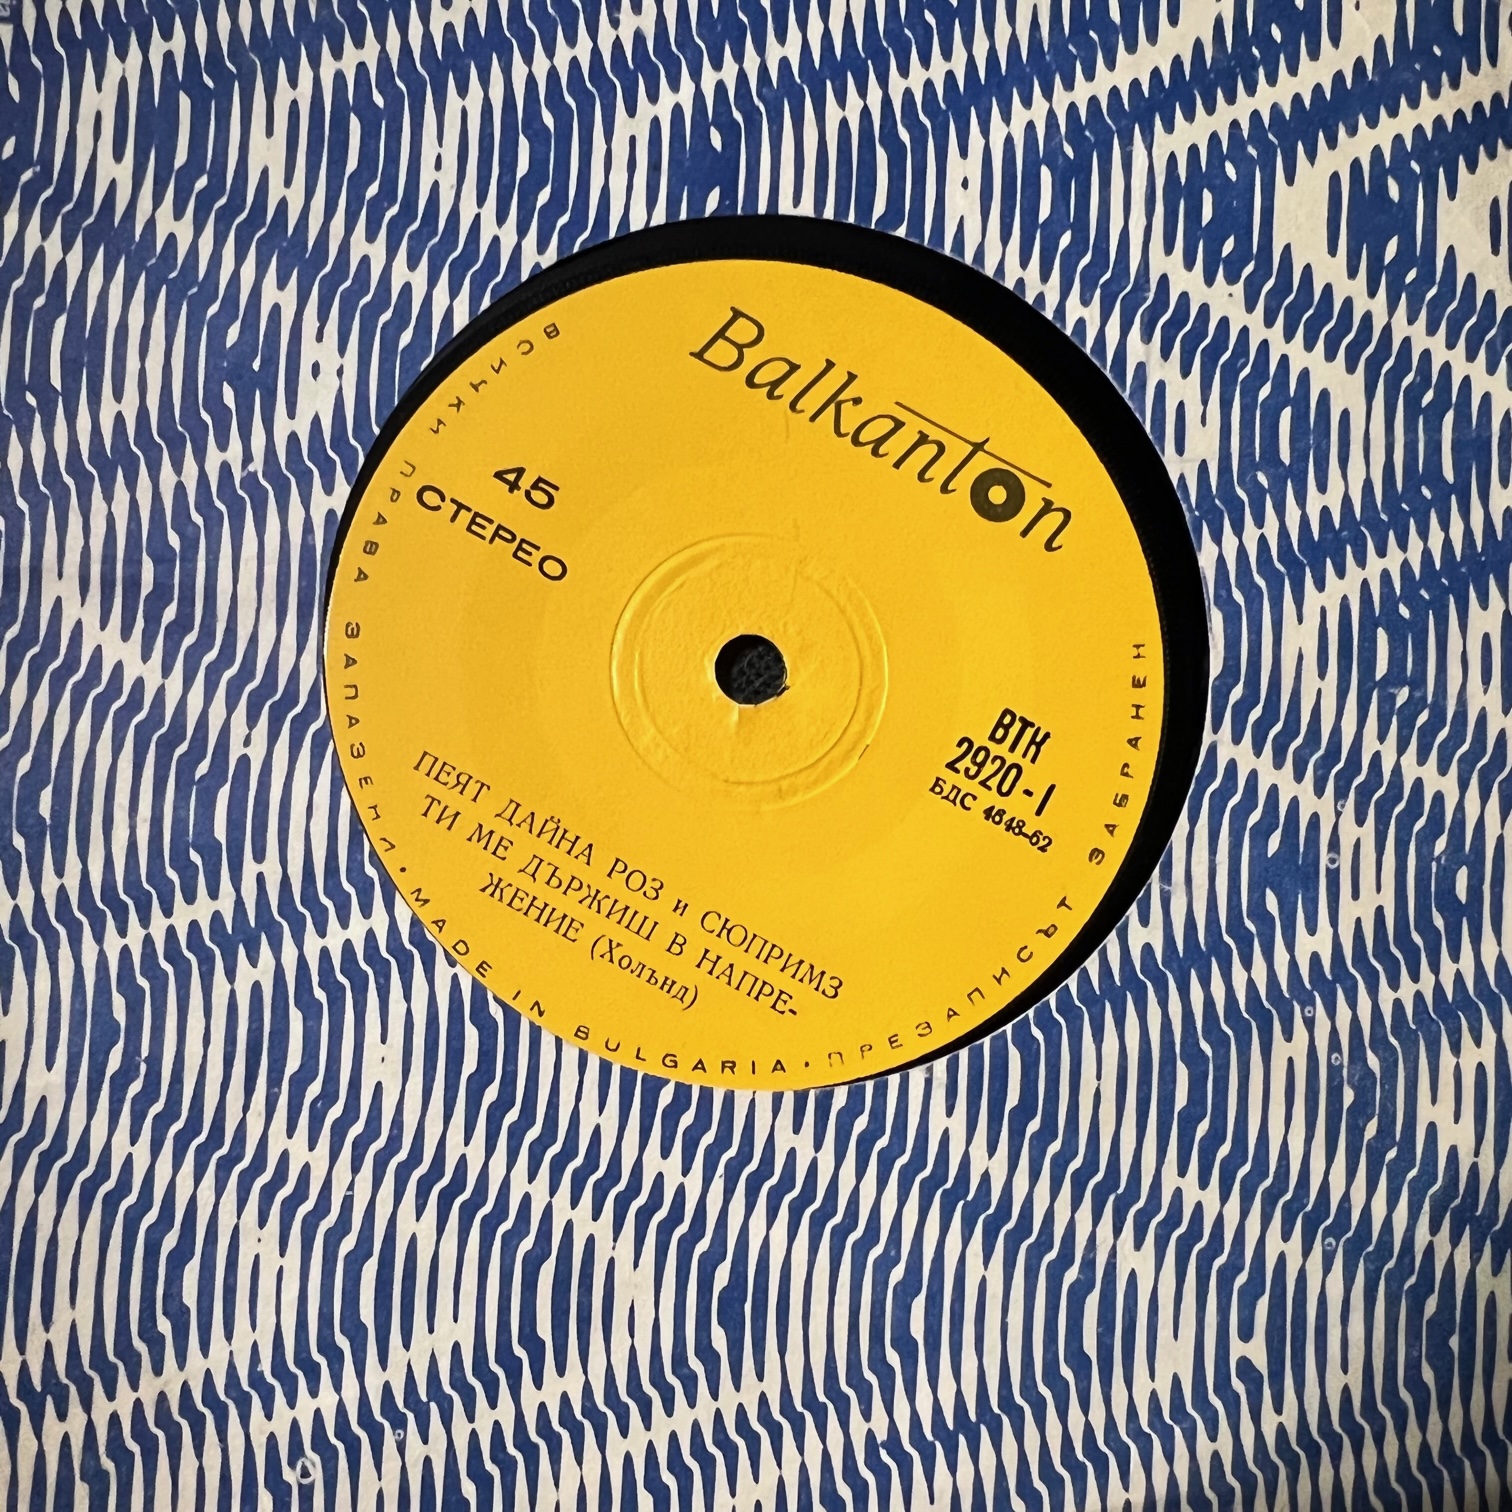 Balkanton
45
СТЕРЕО
ВТК
2920-I
БДС 4648-62
ПЕЯТ ДАЙНА РОЗ и СЮПРИМЗ
ТИ МЕ ДЪРЖИШ В НАПРЕ-
ЖЕНИЕ (Холънд)
ВСИЧКИ ПРАВА ЗАПАЗЕНИ · MADE IN BULGARIA · ПРЕЗАПИСЪТ ЗАБРАНЕН